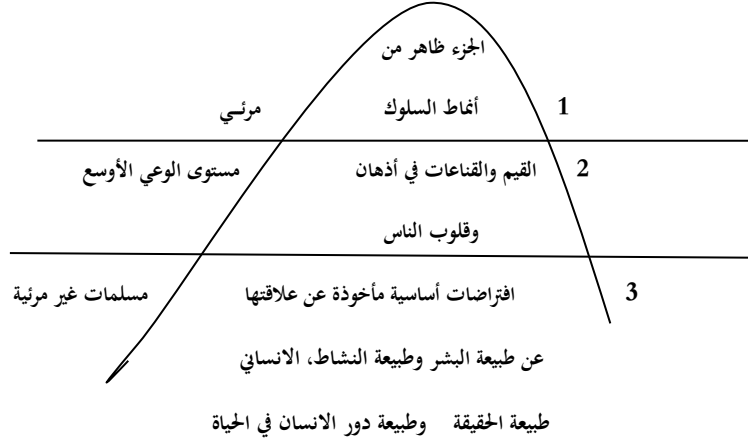 الجزء ظاهر من
1 أنماط السلوك مرئـي
2 القيم والقناعات في أذهان مستوى الوعي الأوسع
وقلوب الناس
3 افتراضات أساسية مأخوذة عن علاقتها مسلمات غير مرئية
عن طبيعة البشر وطبيعة النشاط، الانساني
طبيعة الحقيقة وطبيعة دور الانسان في الحياة